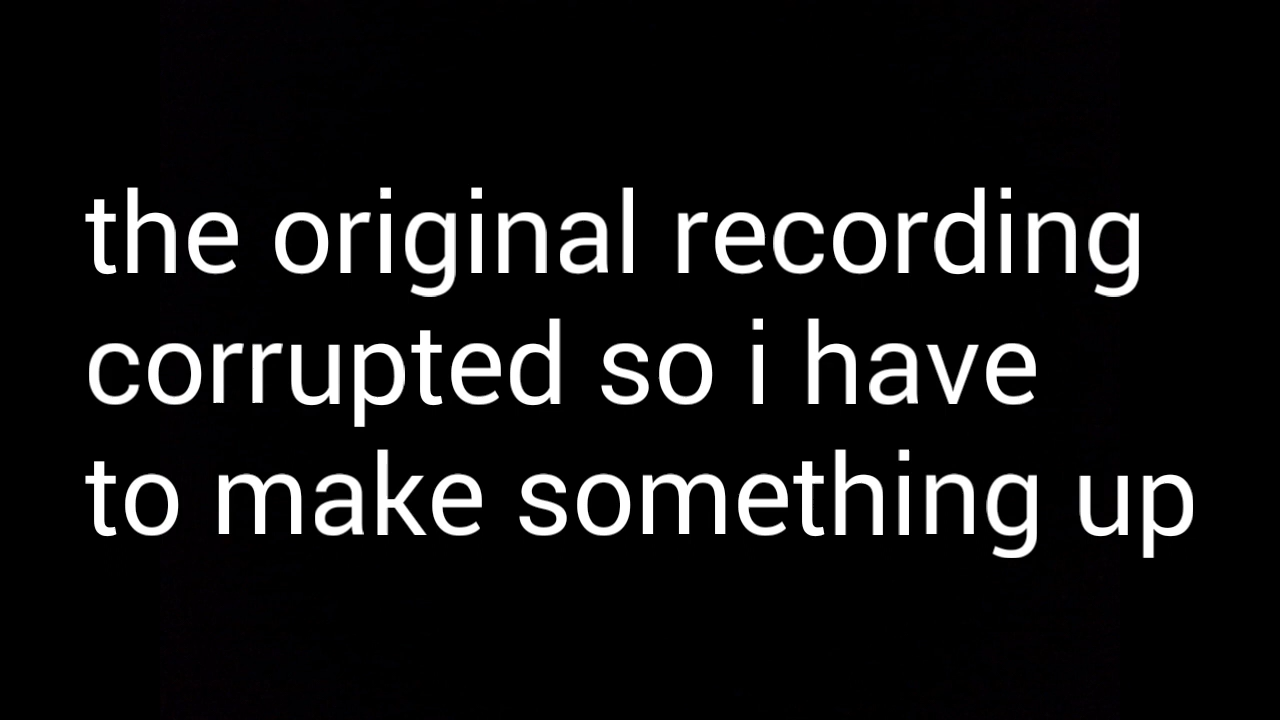 the original recording
corrupted so i have
to make something up